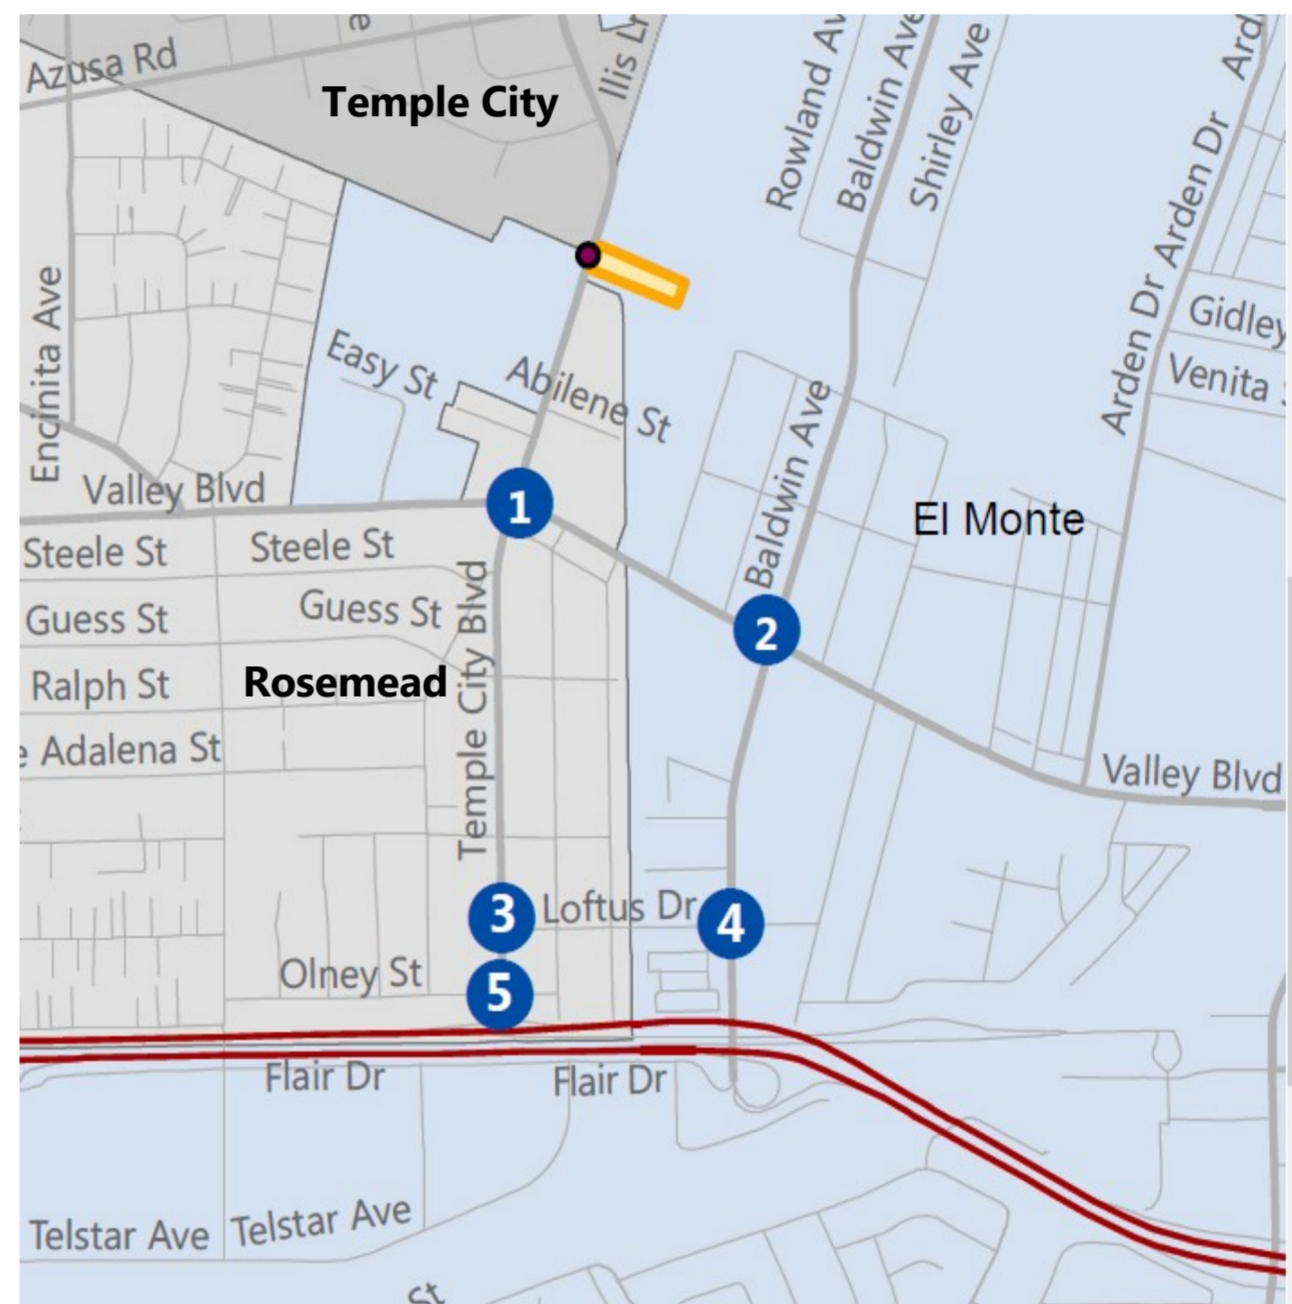 Azusa Rd
e
Ilis Ln
Temple City
Rowland Av
Baldwin Ave
Shirley Ave
Ard
Arden Dr
Arden Dr
Gidley
Venita
Encinita Ave
Easy St
Abilene St
Baldwin Ave
El Monte
Valley Blvd
1
Steele St
Steele St
Guess St
Guess St
Temple City Blvd
2
Ralph St
Rosemead
e Adalena St
Valley Blvd
3
Loftus Dr
4
Olney St
5
Flair Dr
Flair Dr
Telstar Ave
Telstar Ave
St